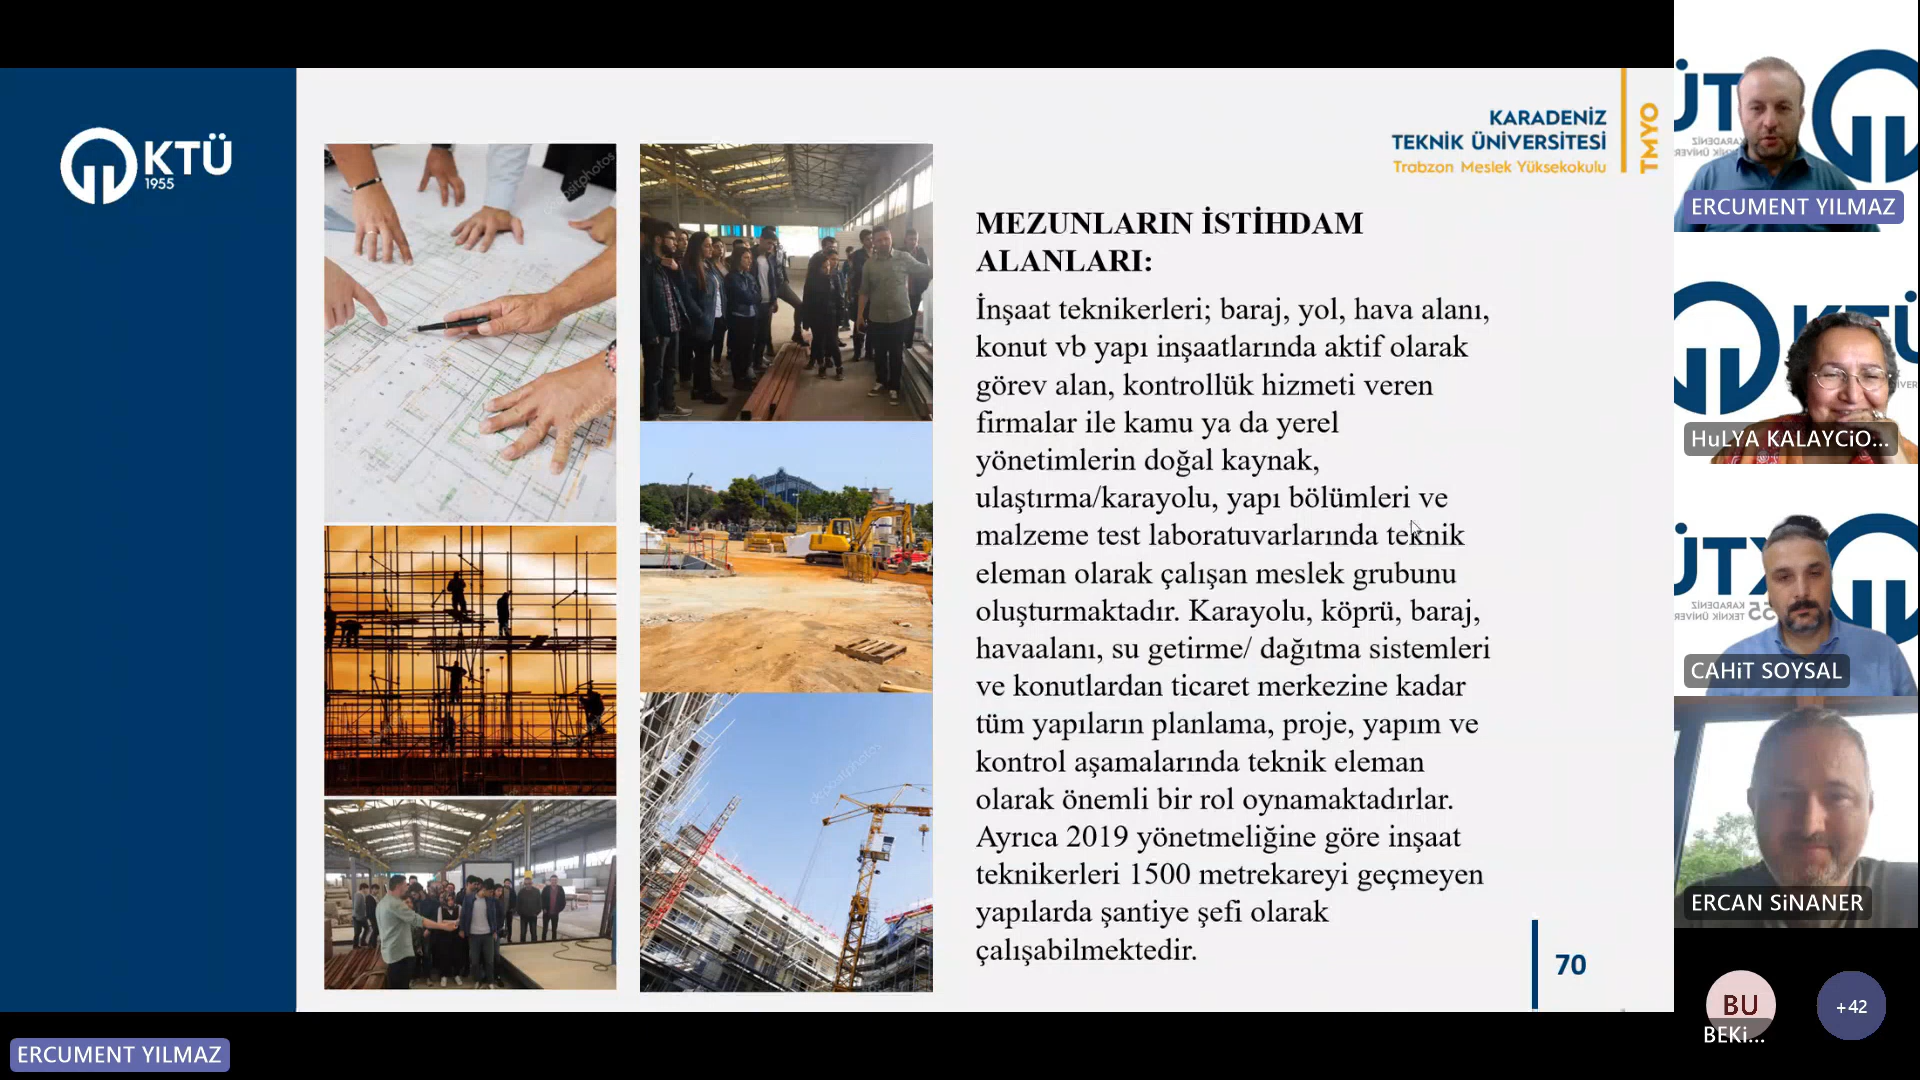 KTÜ
1955
KARADENİZ
TEKNİK ÜNİVERSİTESİ
Trabzon Meslek Yüksekokulu
TMYO
MEZUNLARIN İSTİHDAM
ALANLARI:
İnşaat teknikerleri; baraj, yol, hava alanı,
konut vb yapı inşaatlarında aktif olarak
görev alan, kontrollük hizmeti veren
firmalar ile kamu ya da yerel
yönetimlerin doğal kaynak,
ulaştırma/karayolu, yapı bölümleri ve
malzeme test laboratuvarlarında teknik
eleman olarak çalışan meslek grubunu
oluşturmaktadır. Karayolu, köprü, baraj,
havaalanı, su getirme/ dağıtma sistemleri
ve konutlardan ticaret merkezine kadar
tüm yapıların planlama, proje, yapım ve
kontrol aşamalarında teknik eleman
olarak önemli bir rol oynamaktadırlar.
Ayrıca 2019 yönetmeliğine göre inşaat
teknikerleri 1500 metrekareyi geçmeyen
yapılarda şantiye şefi olarak
çalışabilmektedir.
70
ERCUMENT YILMAZ
HuLYA KALAYCiO...
CAHiT SOYSAL
ERCAN SiNANER
BU
BEKi...
+42
ERCUMENT YILMAZ